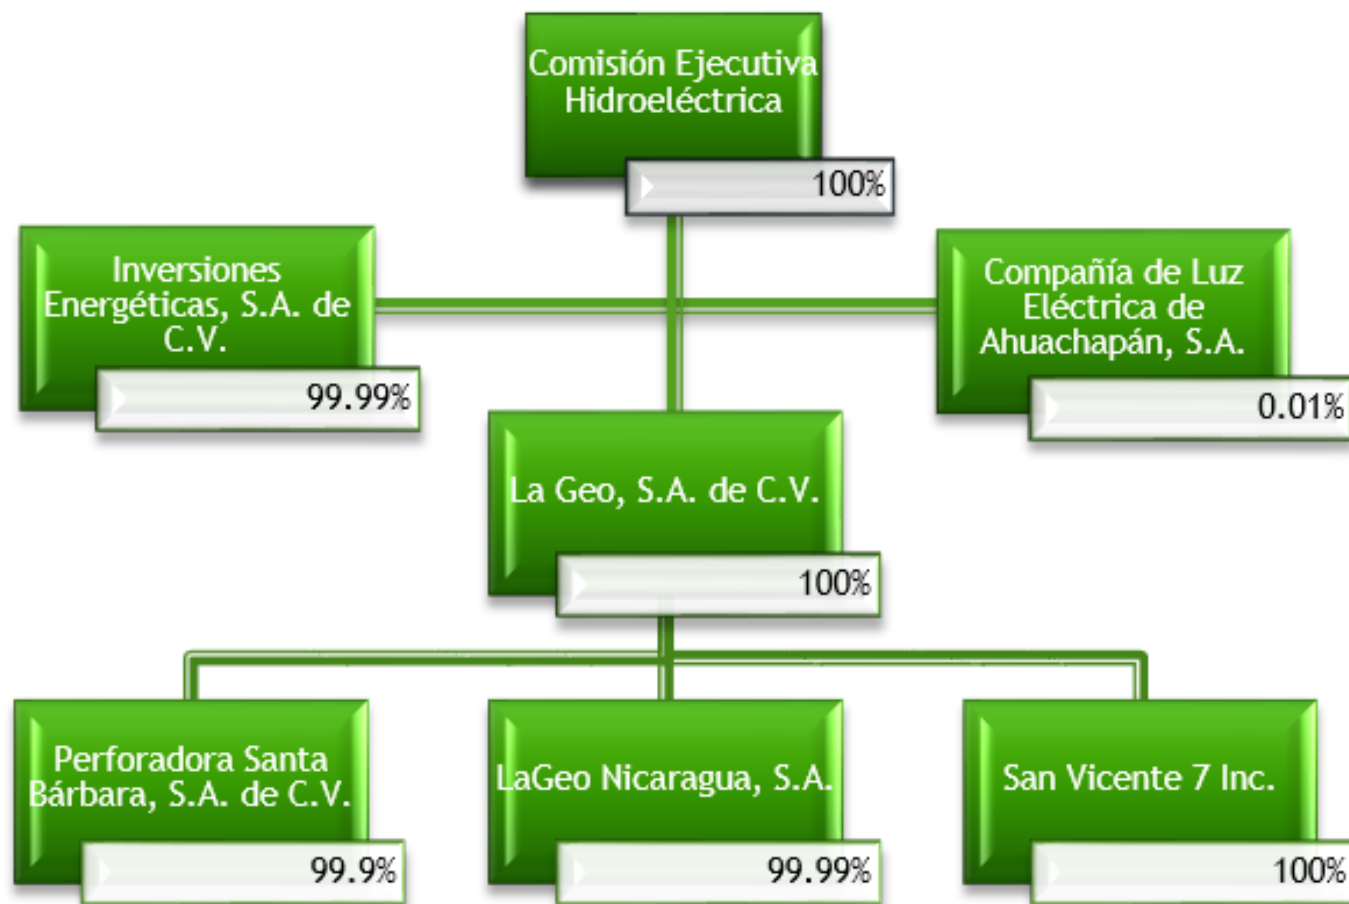 Comisión Ejecutiva
Hidroeléctrica
100%
Inversiones
Energéticas, S.A. de
C.V.
99.99%
Compañía de Luz
Eléctrica de
Ahuachapán, S.A.
0.01%
La Geo, S.A. de C.V.
100%
Perforadora Santa
Bárbara, S.A. de C.V.
99.9%
LaGeo Nicaragua, S.A.
99.99%
San Vicente 7 Inc.
100%